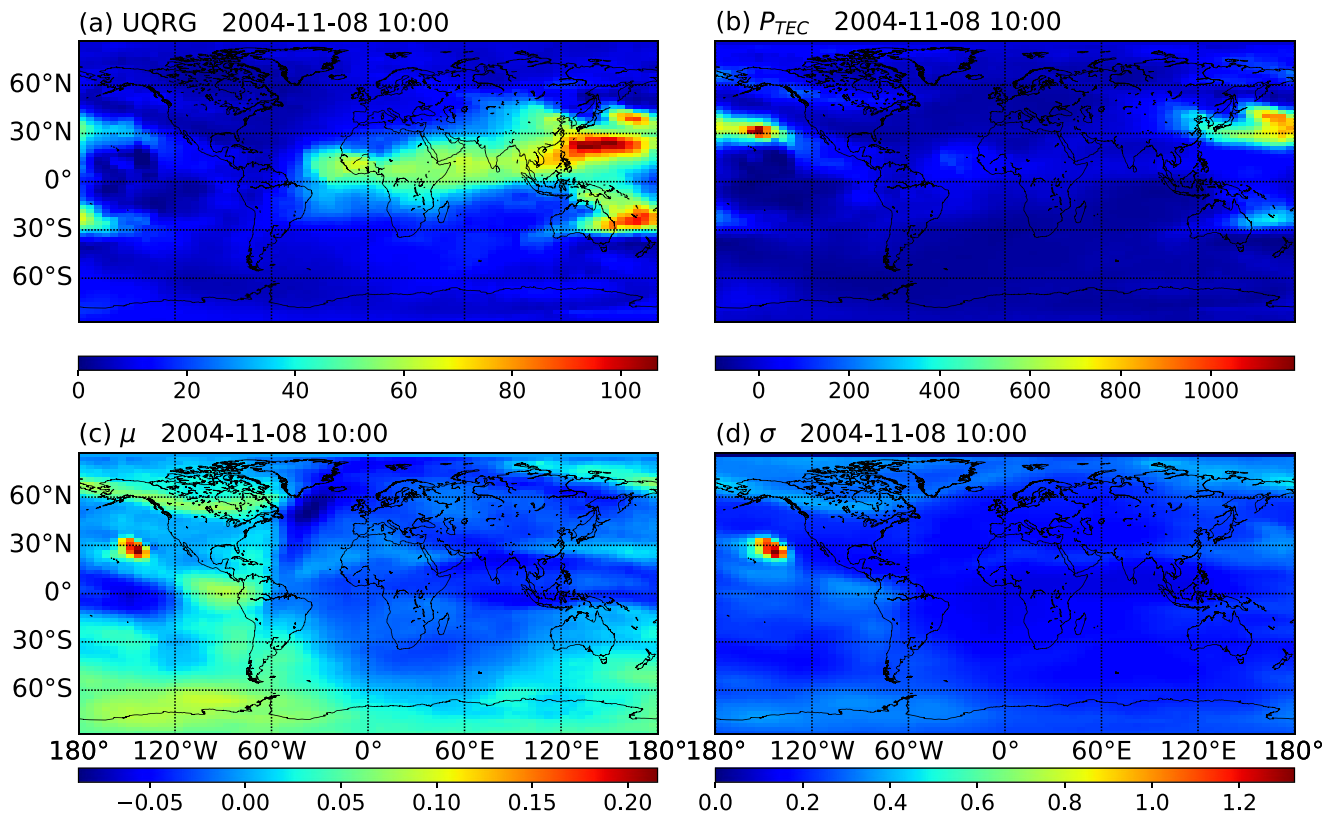 (a) UQRG 2004-11-08 10:00
(b) P_TEC 2004-11-08 10:00
60°N
30°N
0°
30°S
60°S
0 20 40 60 80 100
0 200 400 600 800 1000
(c) μ 2004-11-08 10:00
(d) σ 2004-11-08 10:00
60°N
30°N
0°
30°S
60°S
180° 120°W 60°W 0° 60°E 120°E 180°
180° 120°W 60°W 0° 60°E 120°E 180°
−0.05 0.00 0.05 0.10 0.15 0.20
0.0 0.2 0.4 0.6 0.8 1.0 1.2